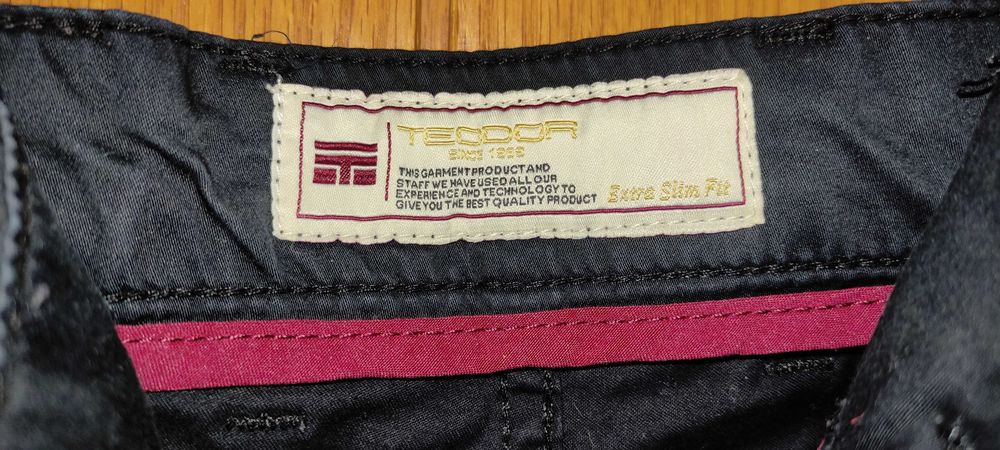 TEODOR
SINCE 1999
THIS GARMENT PRODUCT AND
STAFF WE HAVE USED ALL OUR
EXPERIENCE AND TECHNOLOGY TO
GIVE YOU THE BEST QUALITY PRODUCT
Extra Slim Fit